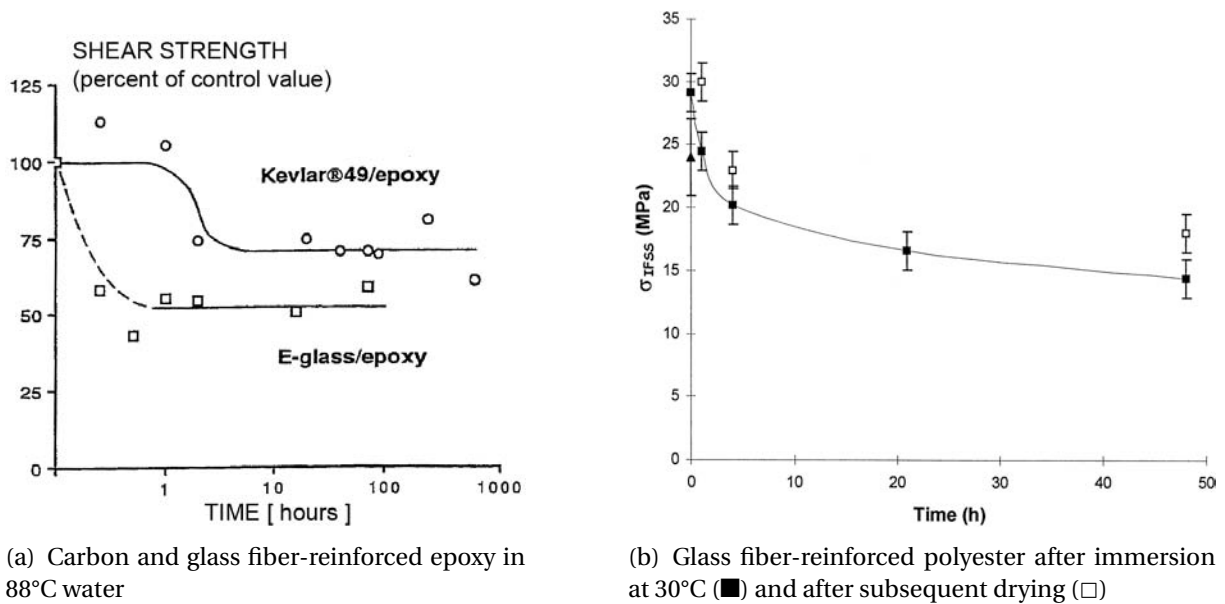 SHEAR STRENGTH
(percent of control value)
125
100
75
50
25
0
Kevlar®49/epoxy
E-glass/epoxy
1
10
100
1000
TIME [ hours ]
(a) Carbon and glass fiber-reinforced epoxy in
88°C water
35
30
25
20
15
10
5
0
σIFSS (MPa)
0
10
20
30
40
50
Time (h)
(b) Glass fiber-reinforced polyester after immersion
at 30°C (■) and after subsequent drying (□)